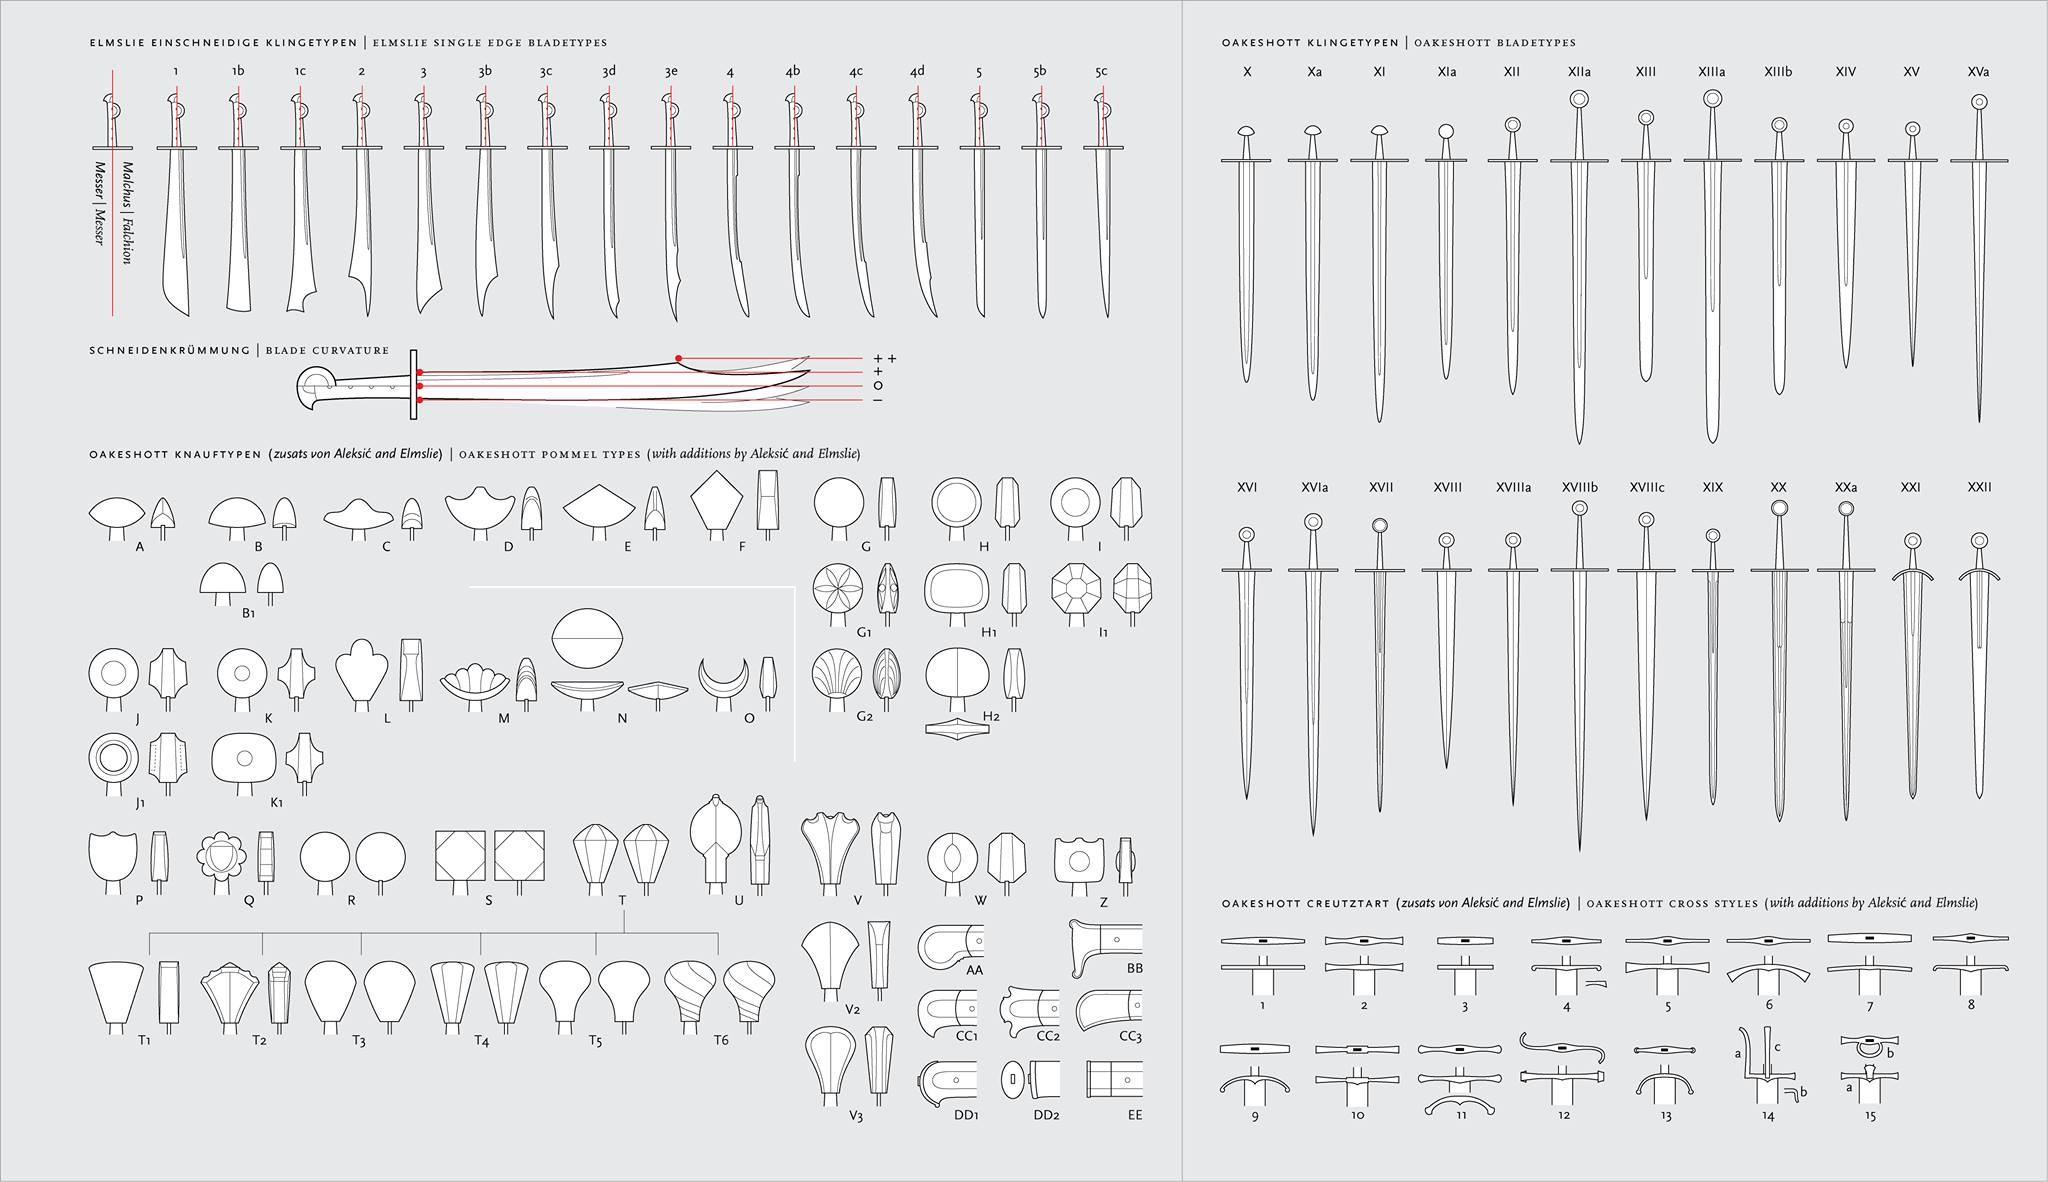 ELMSLIE EINSCHNEIDIGE KLINGETYPEN | ELMSLIE SINGLE EDGE BLADETYPES
1 1b 1c 2 3 3b 3c 3d 3e 4 4b 4c 4d 5 5b 5c
Messer | Messer
Malchus | Falchion
SCHNEIDENKRÜMMUNG | BLADE CURVATURE
++
+
o
–
OAKESHOTT KNAUFTYPEN (zusats von Aleksić and Elmslie) | OAKESHOTT POMMEL TYPES (with additions by Aleksić and Elmslie)
A B C D E F G H I
B1 G1 H1 I1
J K L M N O G2 H2
J1 K1
P Q R S T U V W Z
V2 AA BB
T1 T2 T3 T4 T5 T6 CC1 CC2 CC3
V3 DD1 DD2 EE
OAKESHOTT KLINGETYPEN | OAKESHOTT BLADETYPES
X Xa XI XIa XII XIIa XIII XIIIa XIIIb XIV XV XVa
XVI XVIa XVII XVIII XVIIIa XVIIIb XVIIIc XIX XX XXa XXI XXII
OAKESHOTT CREUTZTART (zusats von Aleksić and Elmslie) | OAKESHOTT CROSS STYLES (with additions by Aleksić and Elmslie)
1 2 3 4 5 6 7 8
a c b
b a
9 10 11 12 13 14 15